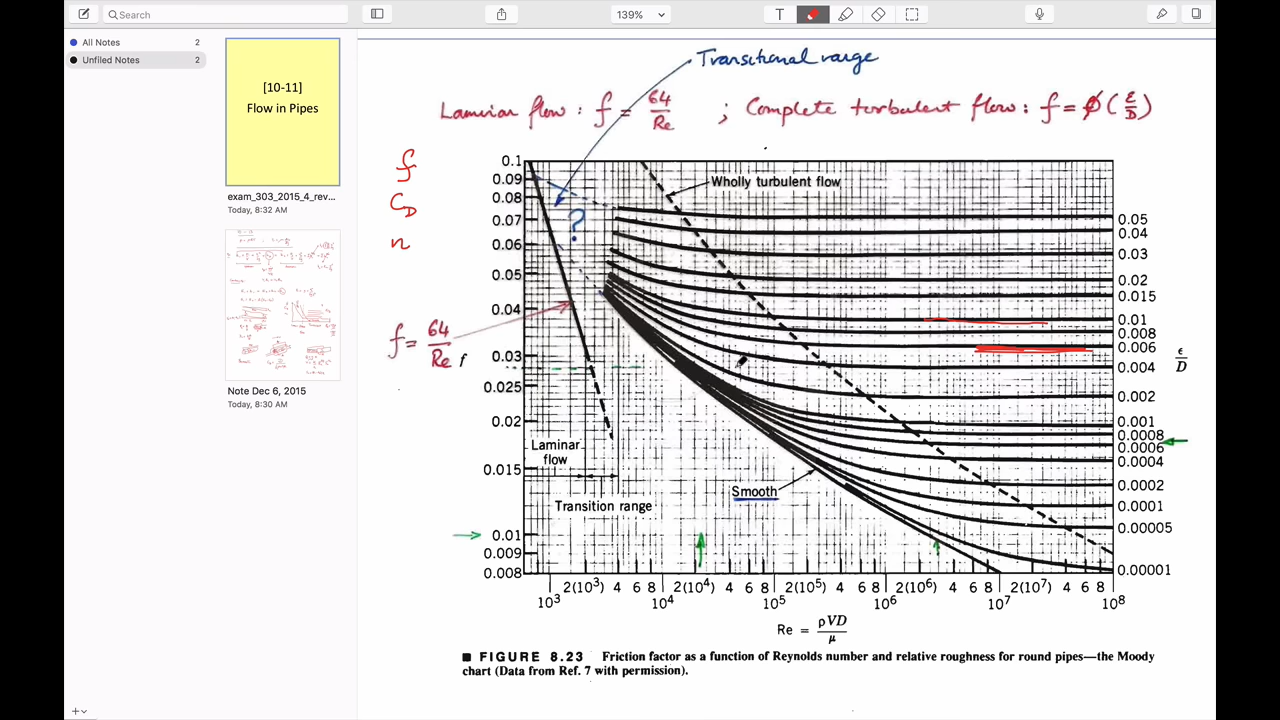 Search
139%
T
All Notes 2
Unfiled Notes 2
[10-11]
Flow in Pipes
exam_303_2015_4_rev...
Today, 8:32 AM
Note Dec 6, 2015
Today, 8:30 AM
Transitional range
Laminar flow: f = 64/Re ; Complete turbulent flow: f = φ(ε/D)
f
C_D
n
f = 64/Re
f
0.1
0.09
0.08
0.07
0.06
0.05
0.04
0.03
0.025
0.02
0.015
0.01
0.009
0.008
Wholly turbulent flow
?
Laminar
flow
Transition range
Smooth
0.05
0.04
0.03
0.02
0.015
0.01
0.008
0.006
0.004
0.002
0.001
0.0008
0.0006
0.0004
0.0002
0.0001
0.00005
0.00001
ϵ/D
2(10³) 4 6 8 2(10⁴) 4 6 8 2(10⁵) 4 6 8 2(10⁶) 4 6 8 2(10⁷) 4 6 8
10³ 10⁴ 10⁵ 10⁶ 10⁷ 10⁸
Re = ρVD/μ
■ FIGURE 8.23 Friction factor as a function of Reynolds number and relative roughness for round pipes—the Moody
chart (Data from Ref. 7 with permission).